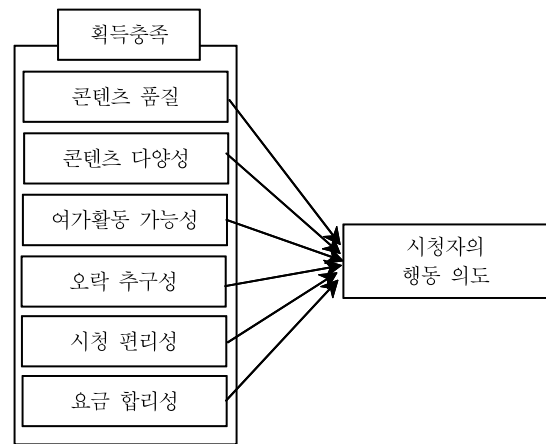 획득충족
콘텐츠 품질
콘텐츠 다양성
여가활동 가능성
오락 추구성
시청 편리성
요금 합리성
시청자의
행동 의도